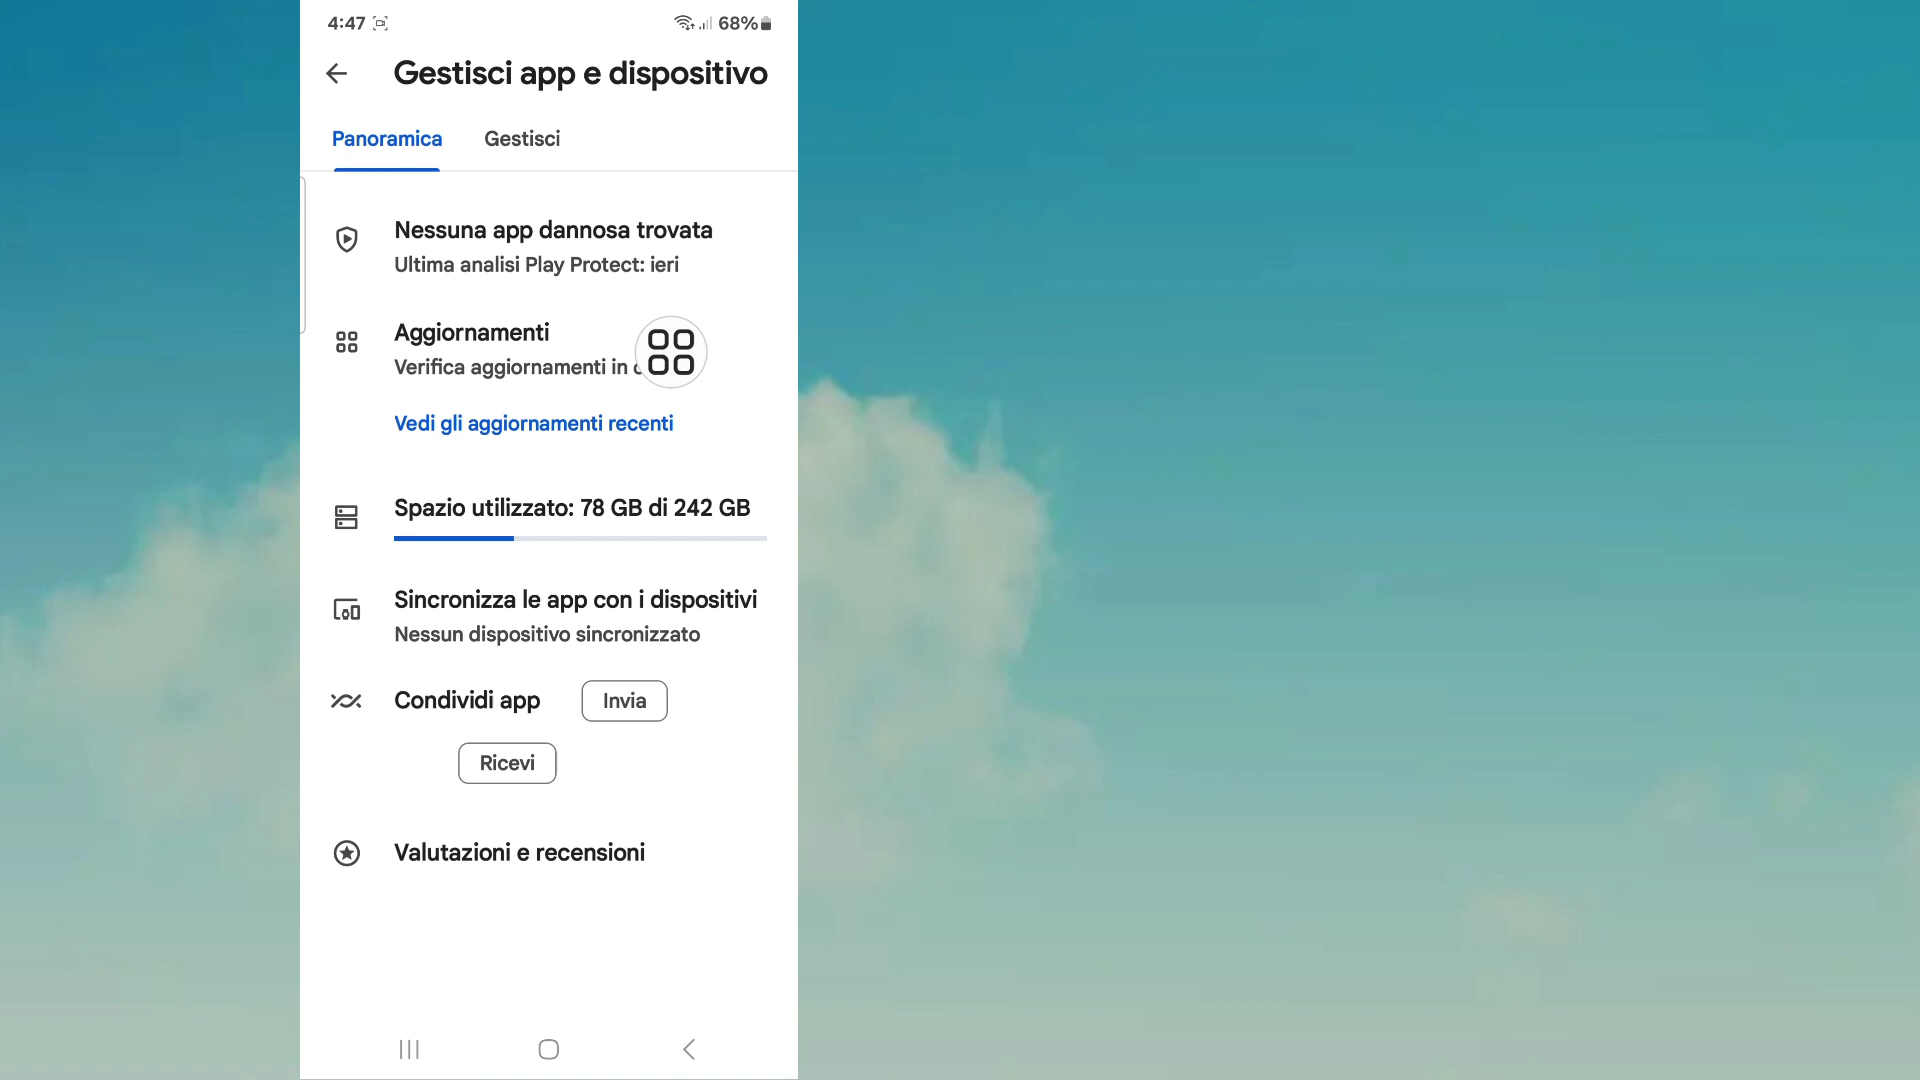 4:47 68%
Gestisci app e dispositivo
Panoramica Gestisci
Nessuna app dannosa trovata
Ultima analisi Play Protect: ieri
Aggiornamenti
Verifica aggiornamenti in
Vedi gli aggiornamenti recenti
Spazio utilizzato: 78 GB di 242 GB
Sincronizza le app con i dispositivi
Nessun dispositivo sincronizzato
Condividi app Invia
Ricevi
Valutazioni e recensioni